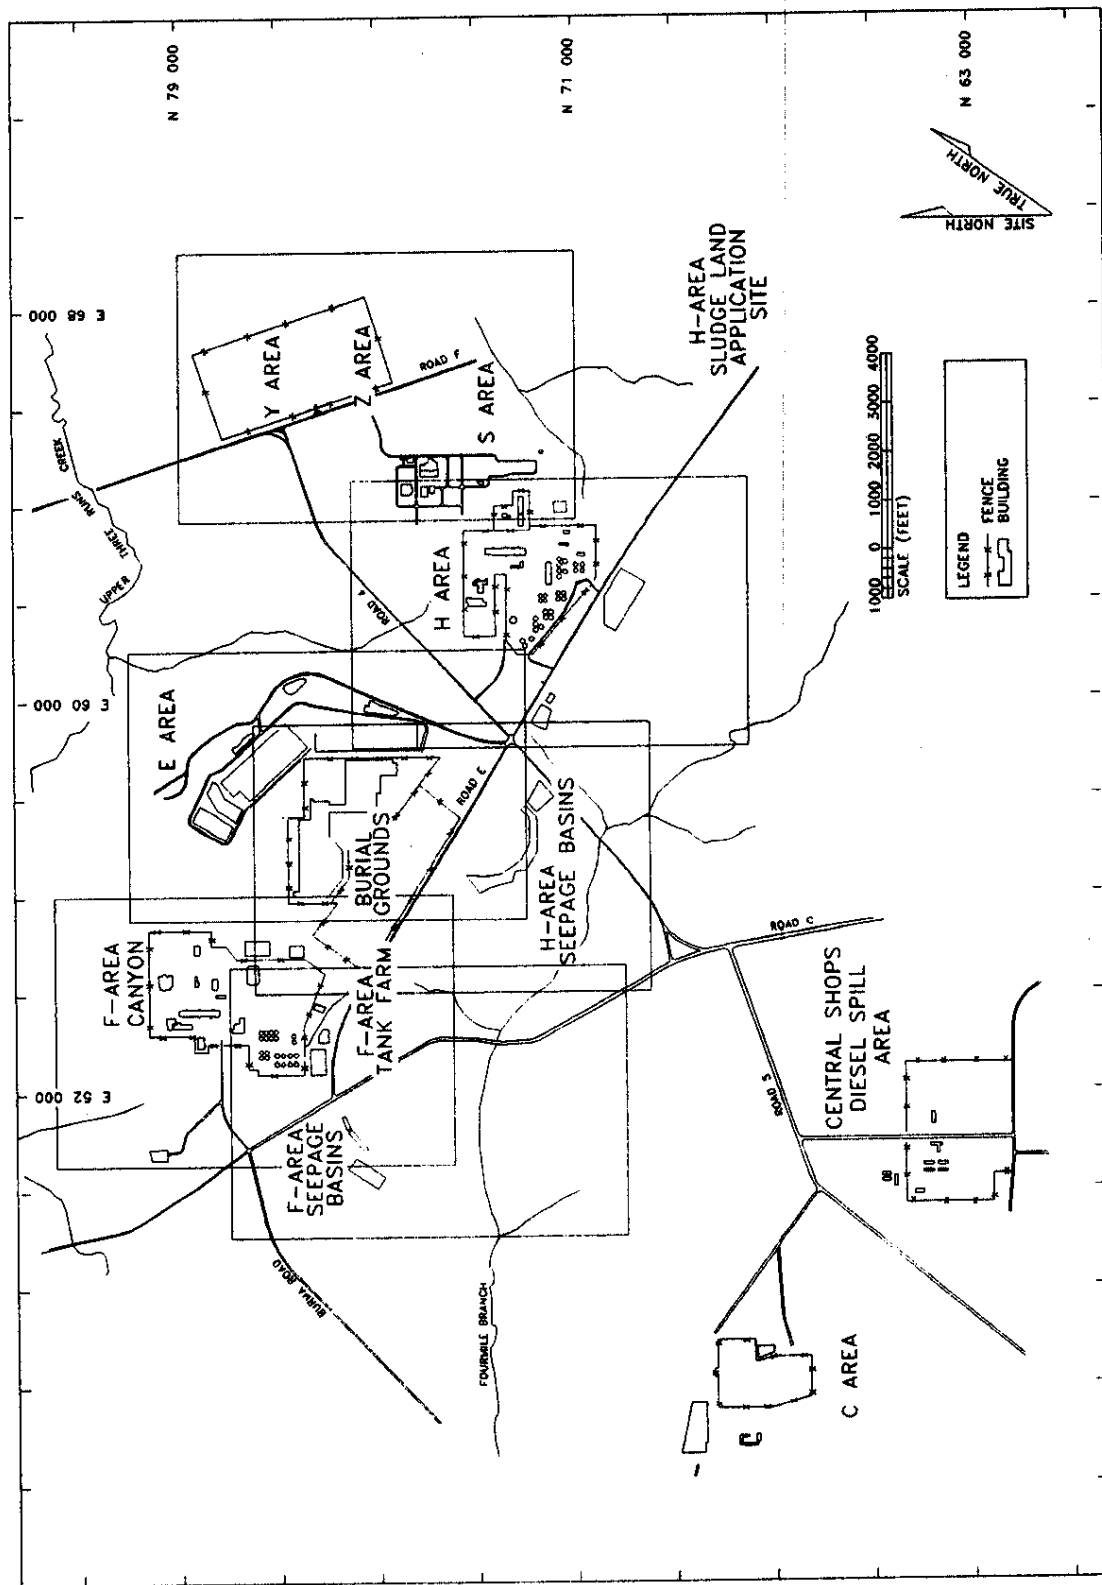 N 79 000
N 71 000
N 63 000
E 68 000
E 60 000
E 52 000
UPPER
THREE
RUNS
CREEK
Y AREA
Z AREA
ROAD F
S AREA
H AREA
ROAD 4
E AREA
H-AREA
SLUDGE LAND
APPLICATION
SITE
TRUE NORTH
SITE NORTH
1000 0 1000 2000 3000 4000
SCALE (FEET)
LEGEND
FENCE
BUILDING
ROAD E
BURIAL
GROUNDS
H-AREA
SEEPAGE BASINS
F-AREA
CANYON
F-AREA
TANK FARM
F-AREA
SEEPAGE
BASINS
BURMA ROAD
FOURMILE BRANCH
ROAD C
ROAD 5
CENTRAL SHOPS
DIESEL SPILL
AREA
C AREA